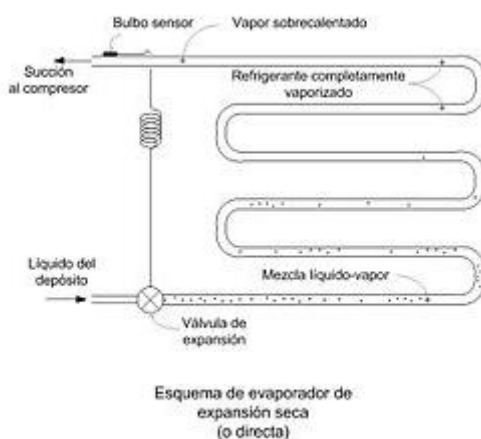 Bulbo sensor
Vapor sobrecalentado
Succión
al compresor
Refrigerante completamente
vaporizado
Líquido del
depósito
Mezcla líquido-vapor
Válvula de
expansión
Esquema de evaporador de
expansión seca
(o directa)